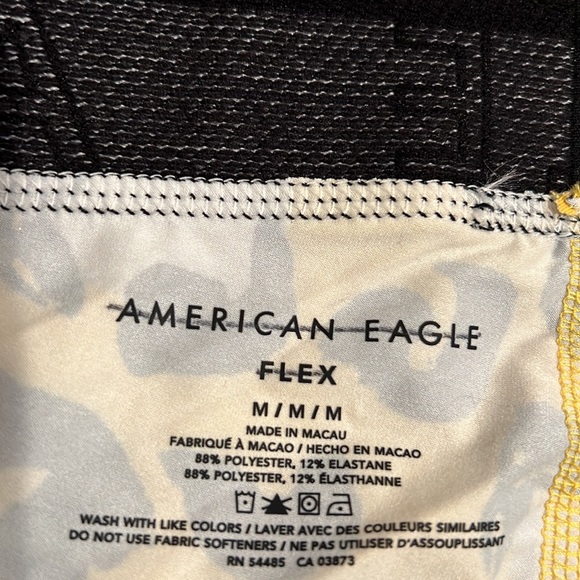 AMERICAN EAGLE
FLEX
M / M / M
MADE IN MACAU
FABRIQUÉ À MACAO / HECHO EN MACAO
88% POLYESTER, 12% ELASTANE
88% POLYESTER, 12% ÉLASTHANNE
WASH WITH LIKE COLORS / LAVER AVEC DES COULEURS SIMILAIRES
DO NOT USE FABRIC SOFTENERS / NE PAS UTILISER D'ASSOUPLISSANT
RN 54485 CA 03873